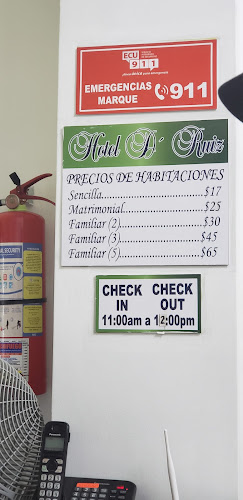 ECU
911
EMERGENCIAS
MARQUE 911
Hotel D´ Ruiz
PRECIOS DE HABITACIONES
Sencilla............$17
Matrimonial............$25
Familiar (2)............$30
Familiar (3)............$45
Familiar (5)............$65
CHECK CHECK
IN OUT
11:00am a 12:00pm
Panasonic